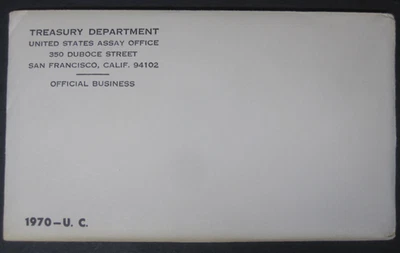 TREASURY DEPARTMENT
UNITED STATES ASSAY OFFICE
350 DUBOCE STREET
SAN FRANCISCO, CALIF. 94102
OFFICIAL BUSINESS
1970-U. C.